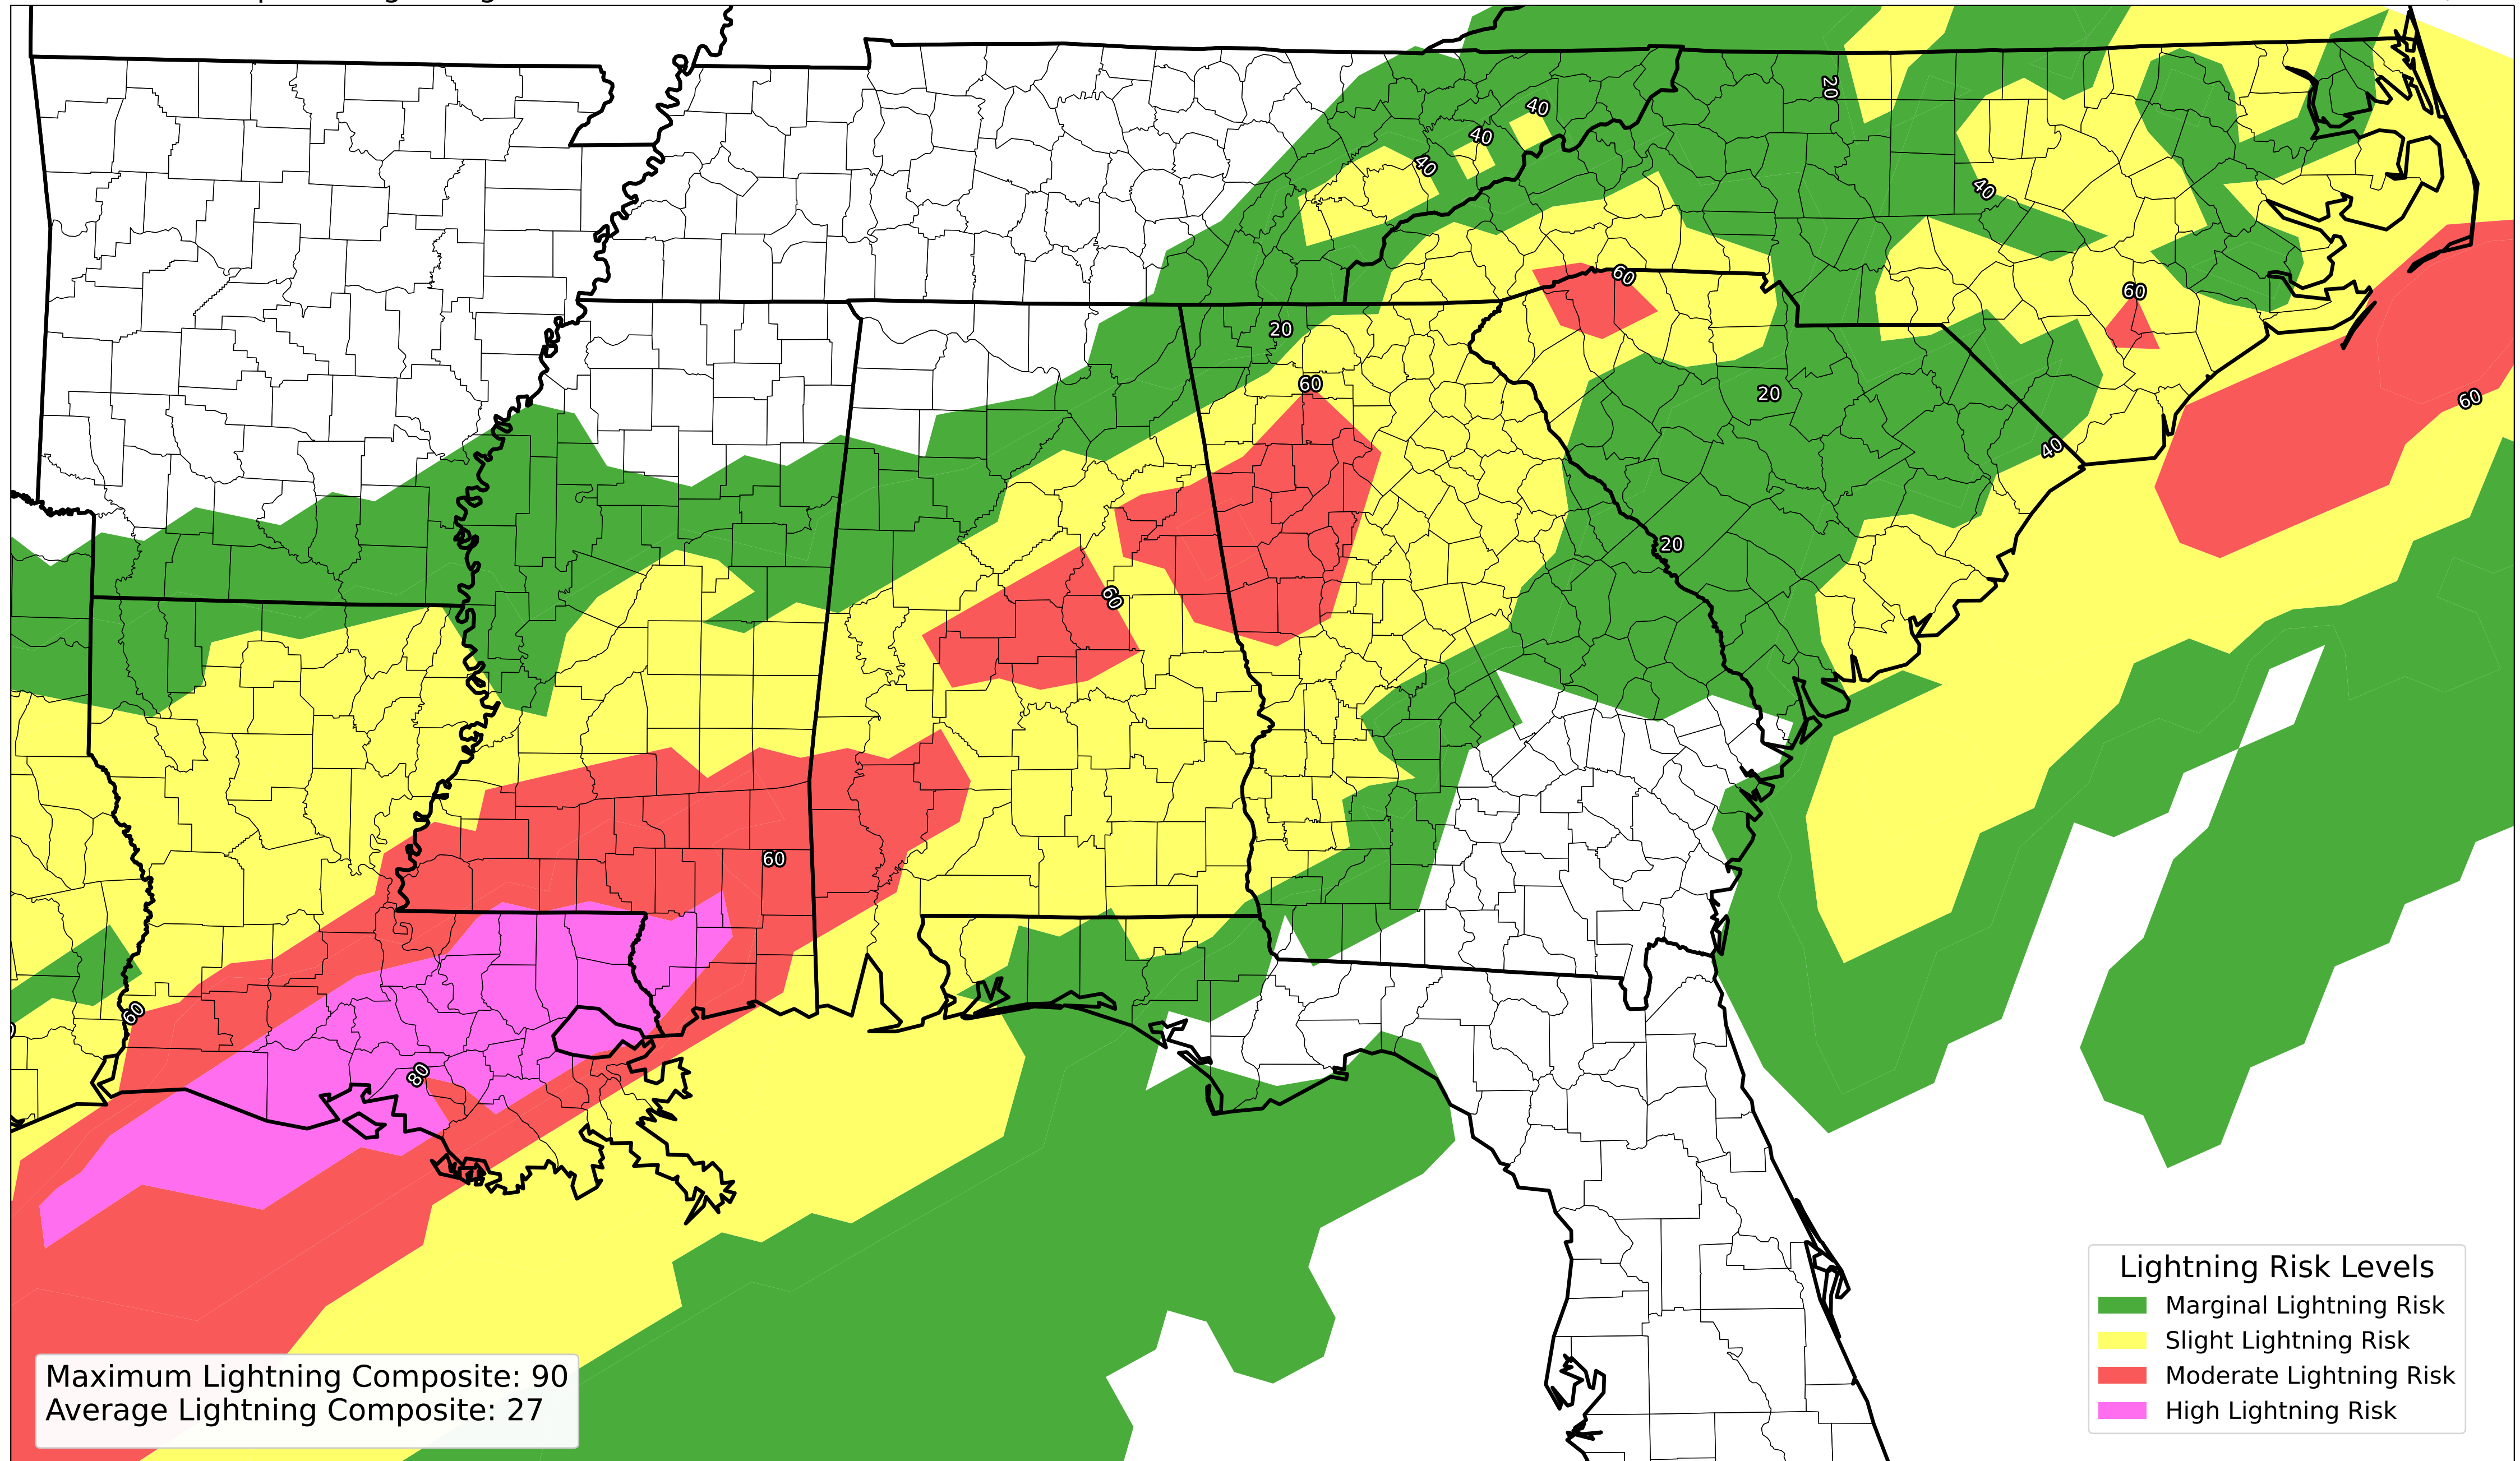 20
40
40
40
40
60
60
20
60
60
20
40
20
60
60
60
80
Lightning Risk Levels
Marginal Lightning Risk
Slight Lightning Risk
Moderate Lightning Risk
High Lightning Risk
Maximum Lightning Composite: 90
Average Lightning Composite: 27